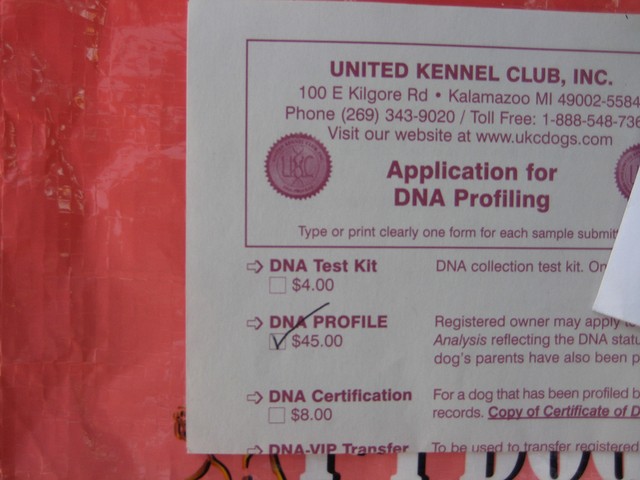 UNITED KENNEL CLUB, INC.
100 E Kilgore Rd • Kalamazoo MI 49002-5584
Phone (269) 343-9020 / Toll Free: 1-888-548-736
Visit our website at www.ukcdogs.com
UKC
Application for
DNA Profiling
Type or print clearly one form for each sample submit
DNA Test Kit DNA collection test kit. On
$4.00
DNA PROFILE Registered owner may apply to
$45.00 Analysis reflecting the DNA statu
dog's parents have also been p
DNA Certification For a dog that has been profiled b
$8.00 records. Copy of Certificate of D
DNA-VIP Transfer To be used to transfer registered